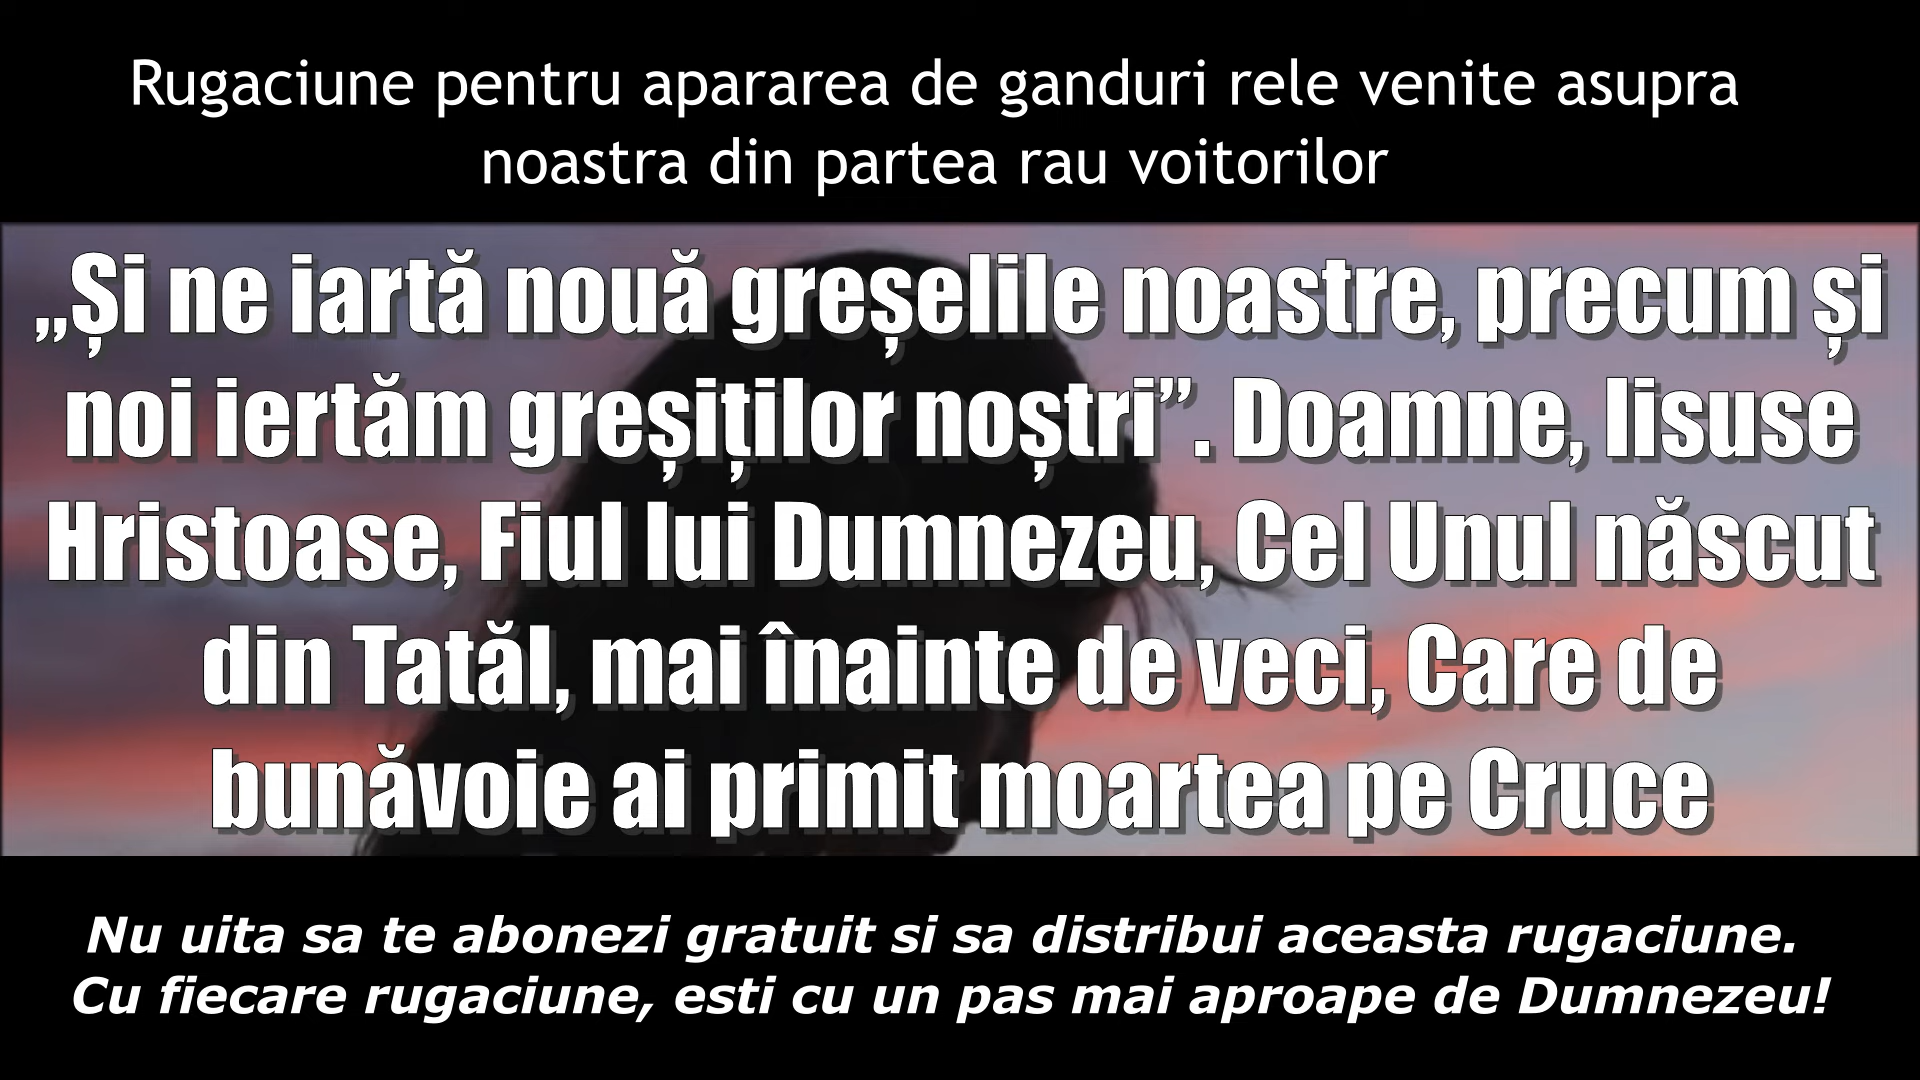 Rugaciune pentru apararea de ganduri rele venite asupra
noastra din partea rau voitorilor
„Și ne iartă nouă greșelile noastre, precum și
noi iertăm greșiților noștri”. Doamne, Iisuse
Hristoase, Fiul lui Dumnezeu, Cel Unul născut
din Tatăl, mai înainte de veci, Care de
bunăvoie ai primit moartea pe Cruce
Nu uita sa te abonezi gratuit si sa distribui aceasta rugaciune.
Cu fiecare rugaciune, esti cu un pas mai aproape de Dumnezeu!